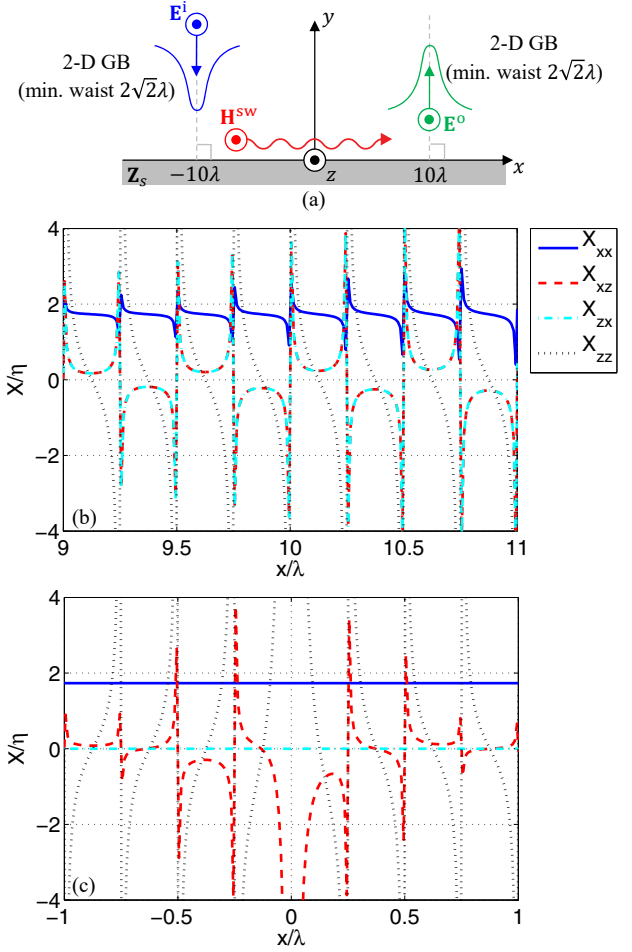 Eⁱ
y
2-D GB
(min. waist 2√2λ)
2-D GB
(min. waist 2√2λ)
H^sw
E^o
Z_s
−10λ
z
10λ
x
(a)
4
2
0
-2
-4
X/η
(b)
9
9.5
10
10.5
11
x/λ
X_xx
X_xz
X_zx
X_zz
4
2
0
-2
-4
X/η
(c)
-1
-0.5
0
0.5
1
x/λ